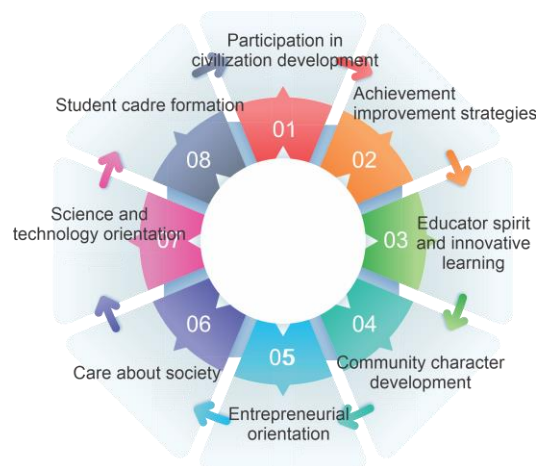 Participation in
civilization development
01
Achievement
improvement strategies
02
Educator spirit
and innovative
learning
03
Community character
development
04
Entrepreneurial
orientation
05
Care about society
06
Science and
technology orientation
07
Student cadre formation
08